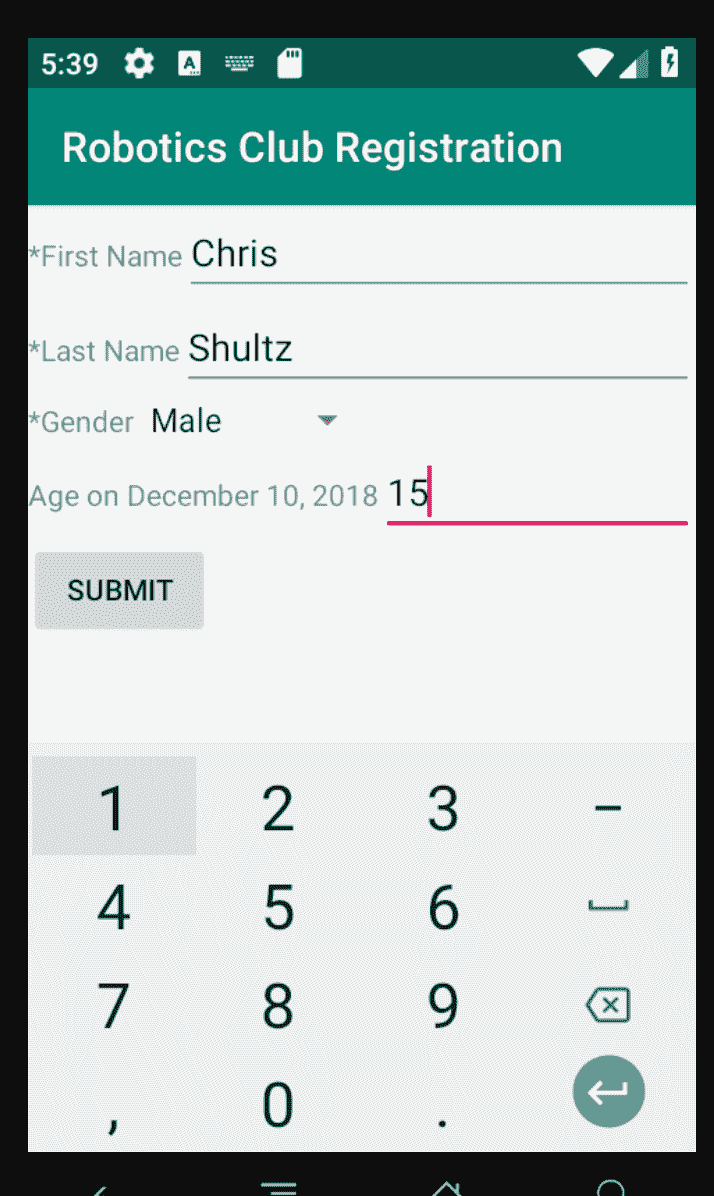 5:39
Robotics Club Registration
*First Name Chris
*Last Name Shultz
*Gender Male
Age on December 10, 2018 15
SUBMIT
1 2 3 -
4 5 6
7 8 9
, 0 .